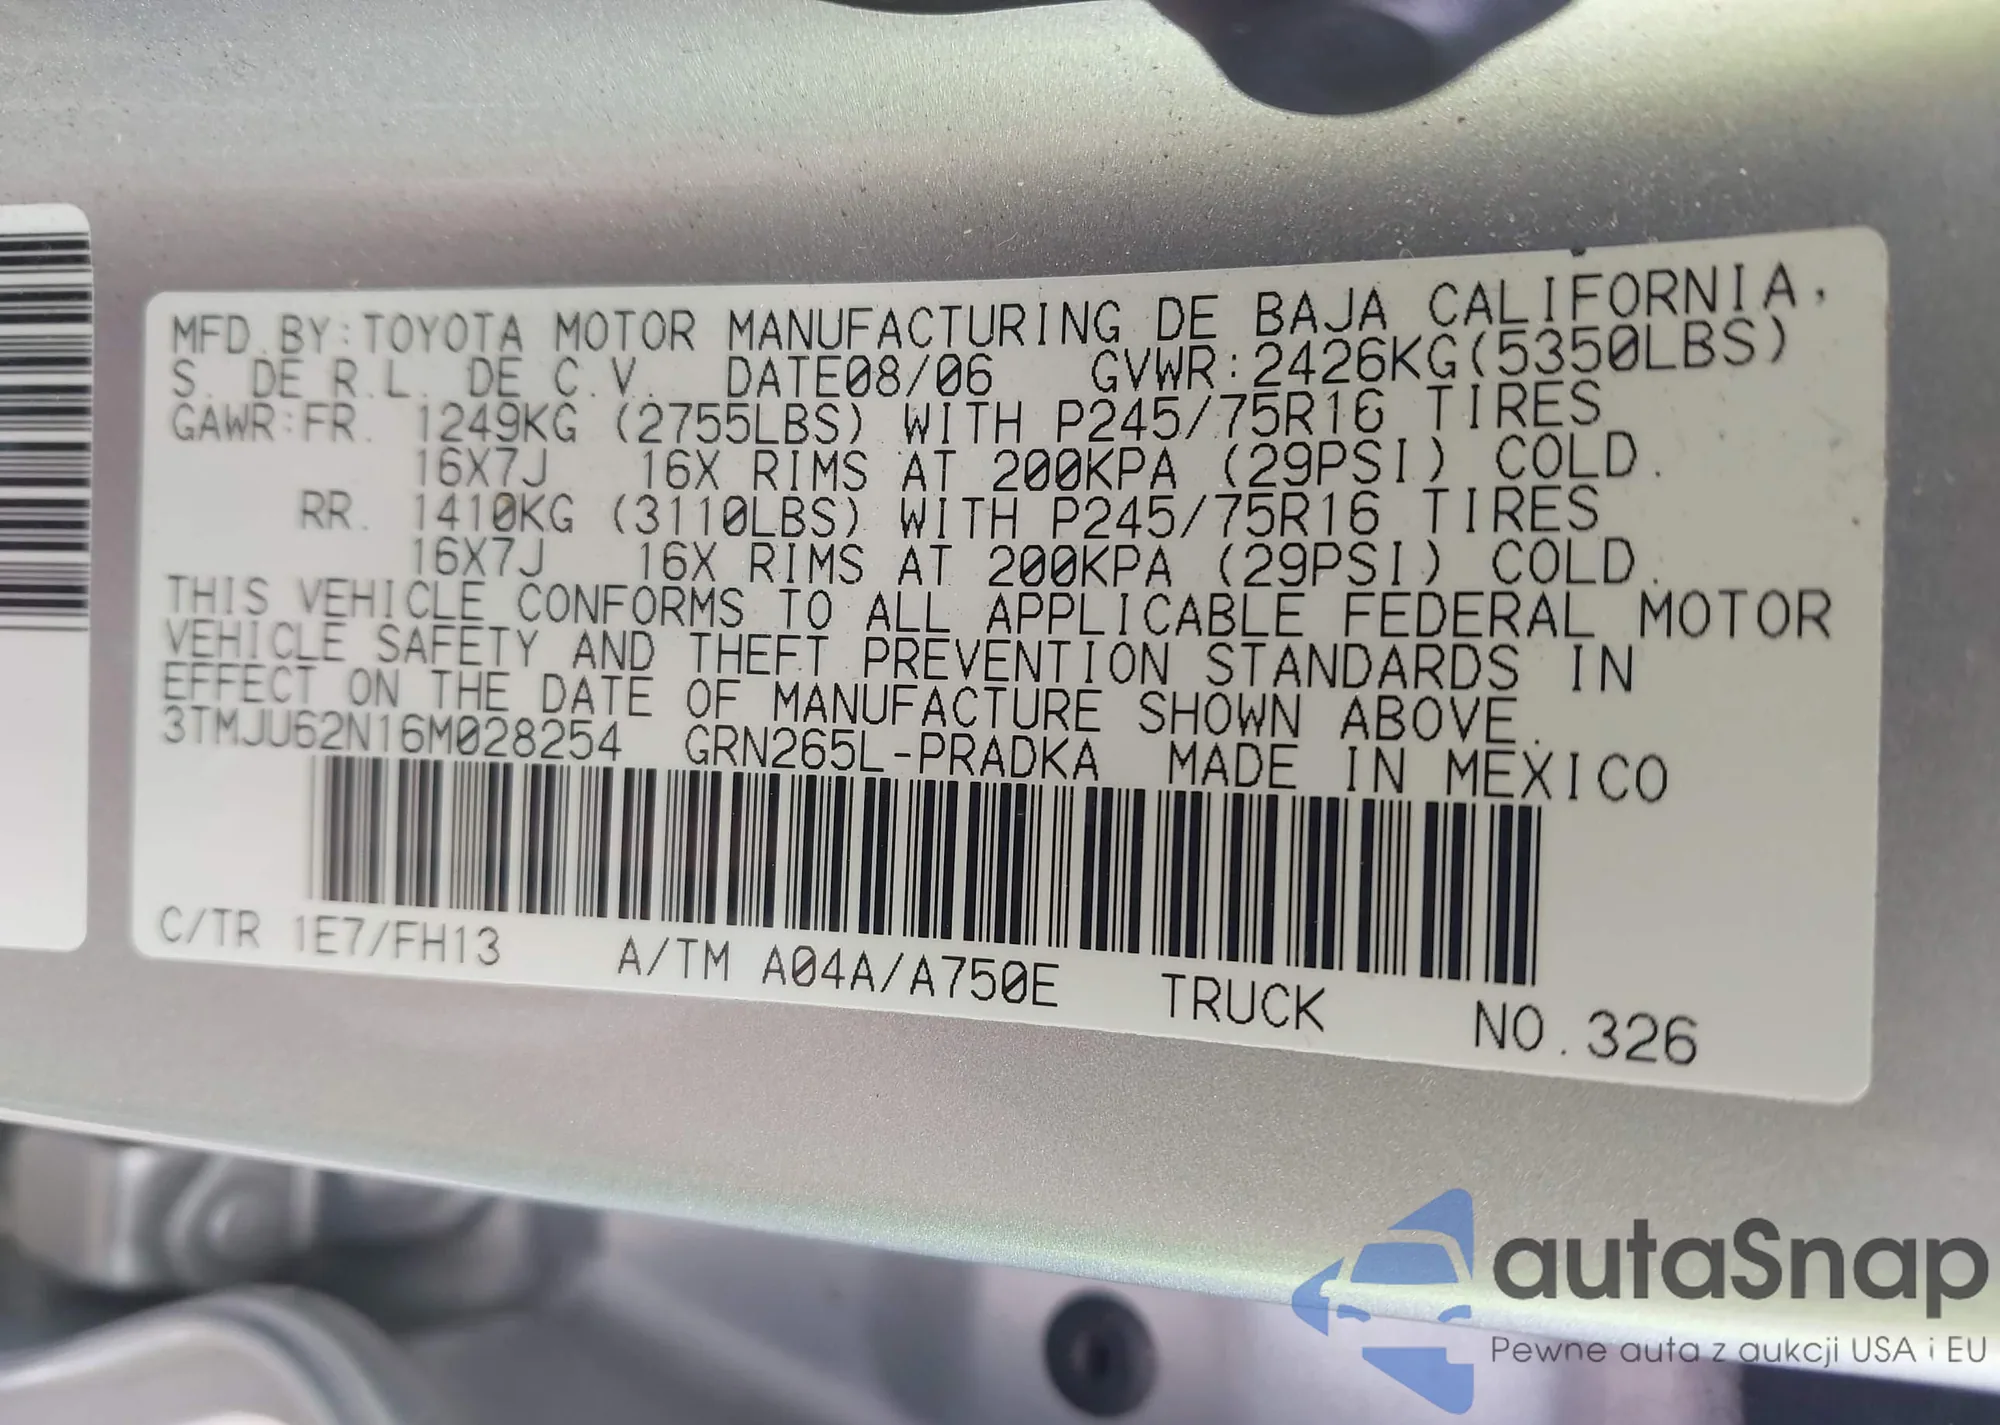 MFD.BY:TOYOTA MOTOR MANUFACTURING DE BAJA CALIFORNIA,
S. DE R.L. DE C.V. DATE08/06 GVWR:2426KG(5350LBS)
GAWR:FR. 1249KG (2755LBS) WITH P245/75R16 TIRES
16X7J 16X RIMS AT 200KPA (29PSI) COLD.
RR. 1410KG (3110LBS) WITH P245/75R16 TIRES
16X7J 16X RIMS AT 200KPA (29PSI) COLD.
THIS VEHICLE CONFORMS TO ALL APPLICABLE FEDERAL MOTOR
VEHICLE SAFETY AND THEFT PREVENTION STANDARDS IN
EFFECT ON THE DATE OF MANUFACTURE SHOWN ABOVE.
3TMJU62N16M028254 GRN265L-PRADKA MADE IN MEXICO
C/TR 1E7/FH13 A/TM A04A/A750E TRUCK NO.326
autaSnap
Pewne auta z aukcji USA i EU